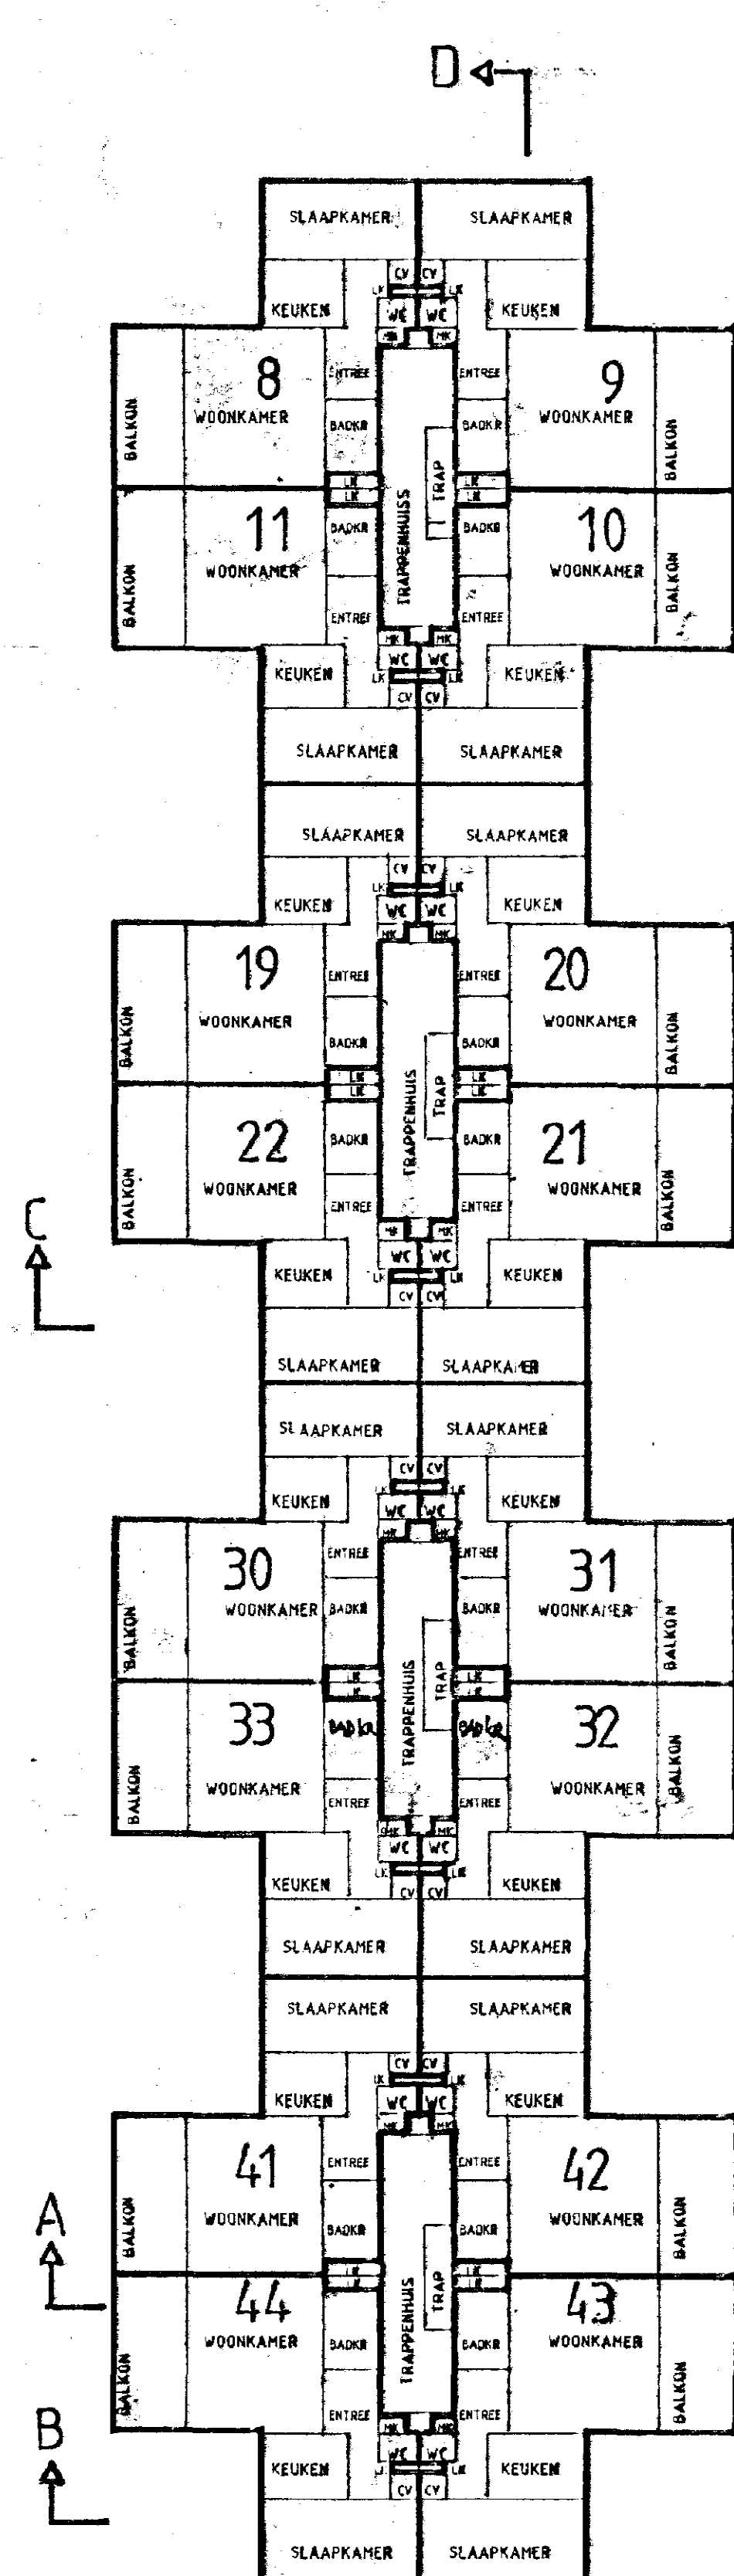 D
SLAAPKAMER SLAAPKAMER
CV CV
LK LK
KEUKEN WC WC KEUKEN
MK MK
8 ENTREE ENTREE 9
WOONKAMER BADKR BADKR WOONKAMER
BALKON TRAP BALKON
LK LK
LK LK
TRAPPENHUISS
11 BADKR BADKR 10
WOONKAMER WOONKAMER
BALKON BALKON
ENTREE ENTREE
MK MK
WC WC
KEUKEN LK LK KEUKEN
CV CV
SLAAPKAMER SLAAPKAMER
SLAAPKAMER SLAAPKAMER
CV CV
LK LK
KEUKEN WC WC KEUKEN
MK MK
19 ENTREE ENTREE 20
WOONKAMER WOONKAMER
BALKON BADKR BADKR BALKON
LK LK
LK LK
TRAPPENHUIS TRAP
22 BADKR BADKR 21
WOONKAMER WOONKAMER
BALKON ENTREE ENTREE BALKON
C
MK MK
WC WC
KEUKEN LK LK KEUKEN
CV CV
SLAAPKAMER SLAAPKAMER
SLAAPKAMER SLAAPKAMER
CV CV
LK LK
KEUKEN WC WC KEUKEN
MK MK
30 ENTREE ENTREE 31
WOONKAMER BADKR BADKR WOONKAMER
BALKON BALKON
LK LK
LK LK
TRAPPENHUIS TRAP
33 BADKR BADKR 32
WOONKAMER WOONKAMER
BALKON ENTREE ENTREE BALKON
MK MK
WC WC
KEUKEN LK LK KEUKEN
CV CV
SLAAPKAMER SLAAPKAMER
SLAAPKAMER SLAAPKAMER
CV CV
LK LK
KEUKEN WC WC KEUKEN
MK MK
41 ENTREE ENTREE 42
WOONKAMER WOONKAMER
A
BALKON BADKR BADKR BALKON
LK LK
LK LK
TRAPPENHUIS TRAP
44 43
WOONKAMER BADKR BADKR WOONKAMER
BALKON BALKON
ENTREE ENTREE
B
MK MK
WC WC
KEUKEN LK LK KEUKEN
CV CV
SLAAPKAMER SLAAPKAMER